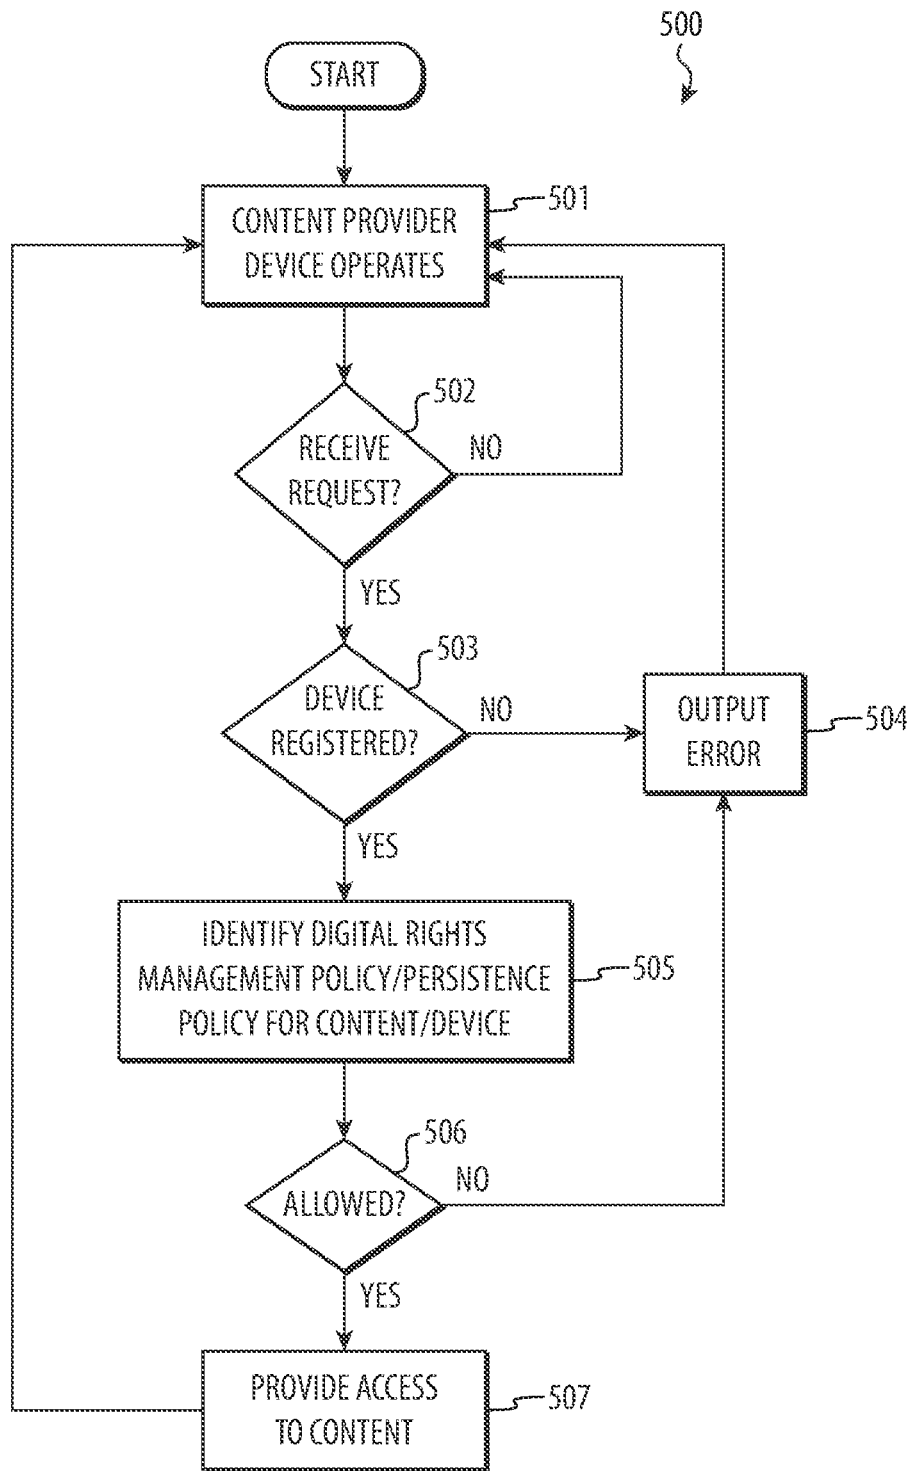 500
START
501
CONTENT PROVIDER
DEVICE OPERATES
502
RECEIVE
REQUEST?
NO
YES
503
DEVICE
REGISTERED?
NO
OUTPUT
ERROR
504
YES
IDENTIFY DIGITAL RIGHTS
MANAGEMENT POLICY/PERSISTENCE
POLICY FOR CONTENT/DEVICE
505
506
ALLOWED?
NO
YES
PROVIDE ACCESS
TO CONTENT
507